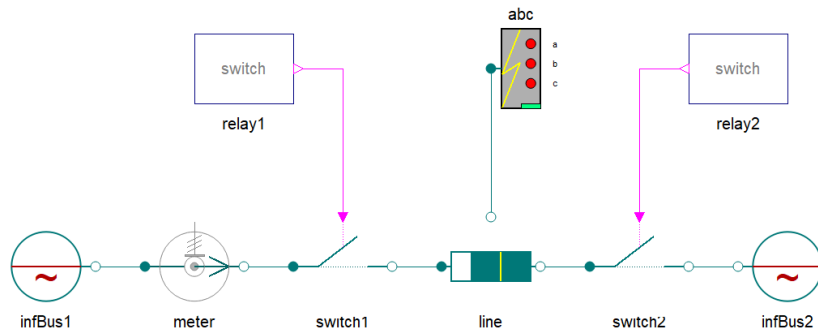 abc
switch
a
b
c
switch
relay1
relay2
infBus1
meter
switch1
line
switch2
infBus2